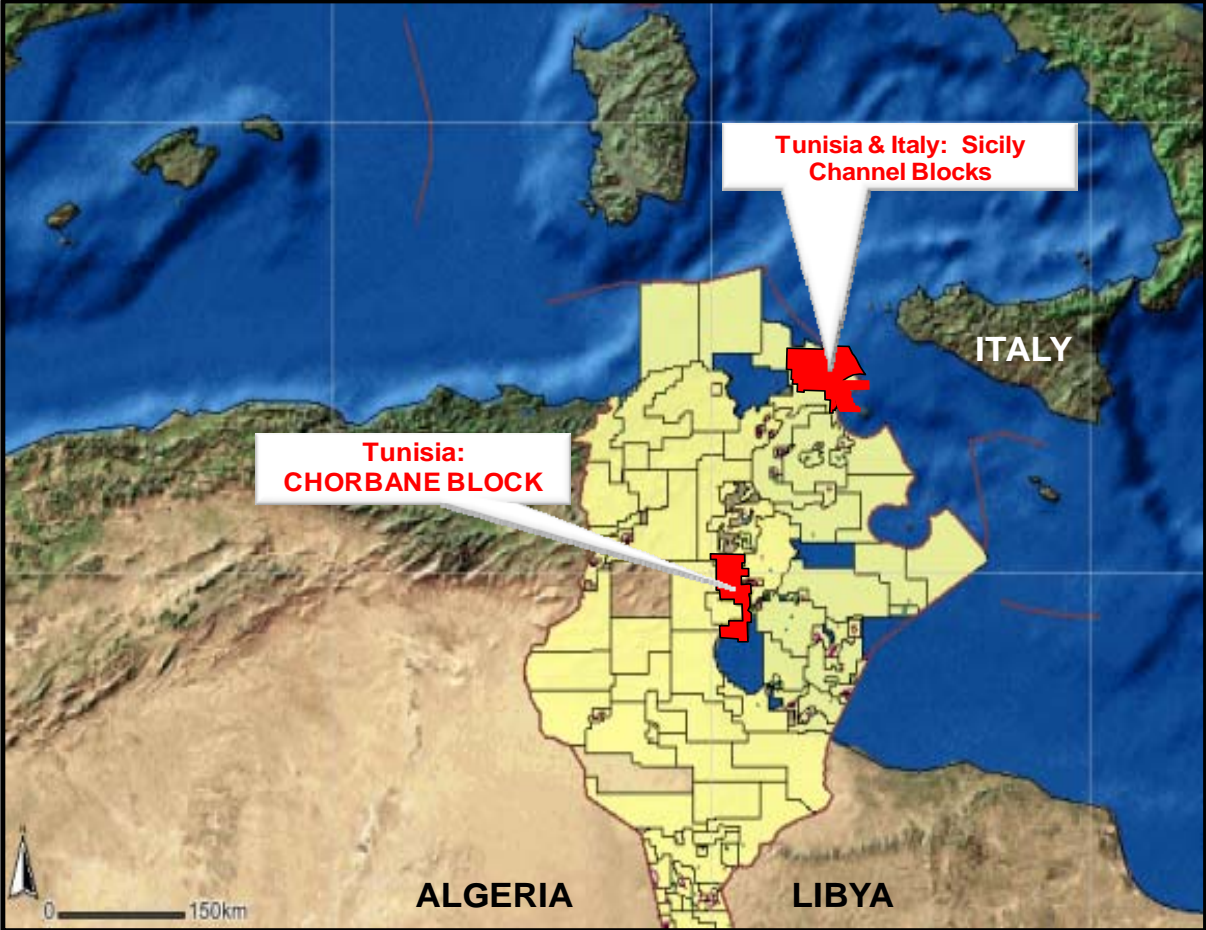 Tunisia & Italy: Sicily
Channel Blocks
ITALY
Tunisia:
CHORBANE BLOCK
N
ALGERIA
LIBYA
0 150km